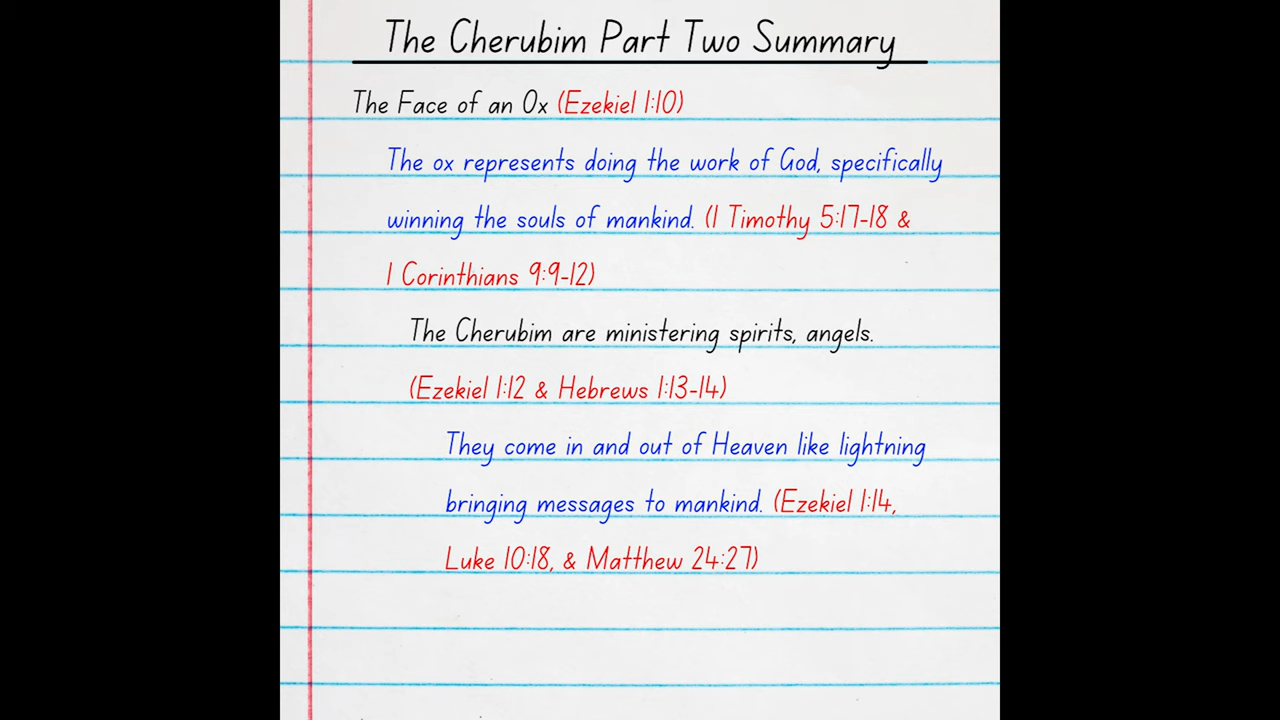 The Cherubim Part Two Summary
The Face of an Ox (Ezekiel 1:10)
The ox represents doing the work of God, specifically
winning the souls of mankind. (1 Timothy 5:17-18 &
1 Corinthians 9:9-12)
The Cherubim are ministering spirits, angels.
(Ezekiel 1:12 & Hebrews 1:13-14)
They come in and out of Heaven like lightning
bringing messages to mankind. (Ezekiel 1:14,
Luke 10:18, & Matthew 24:27)